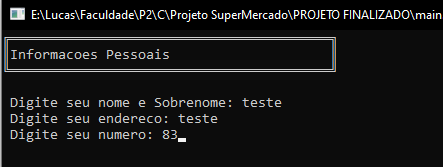 E:\Lucas\Faculdade\P2\C\Projeto SuperMercado\PROJETO FINALIZADO\main
Informacoes Pessoais
Digite seu nome e Sobrenome: teste
Digite seu endereco: teste
Digite seu numero: 83